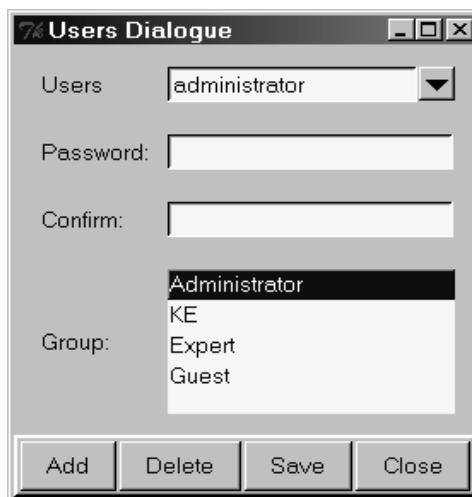 Users Dialogue
Users administrator
Password:
Confirm:
Administrator
KE
Group: Expert
Guest
Add Delete Save Close